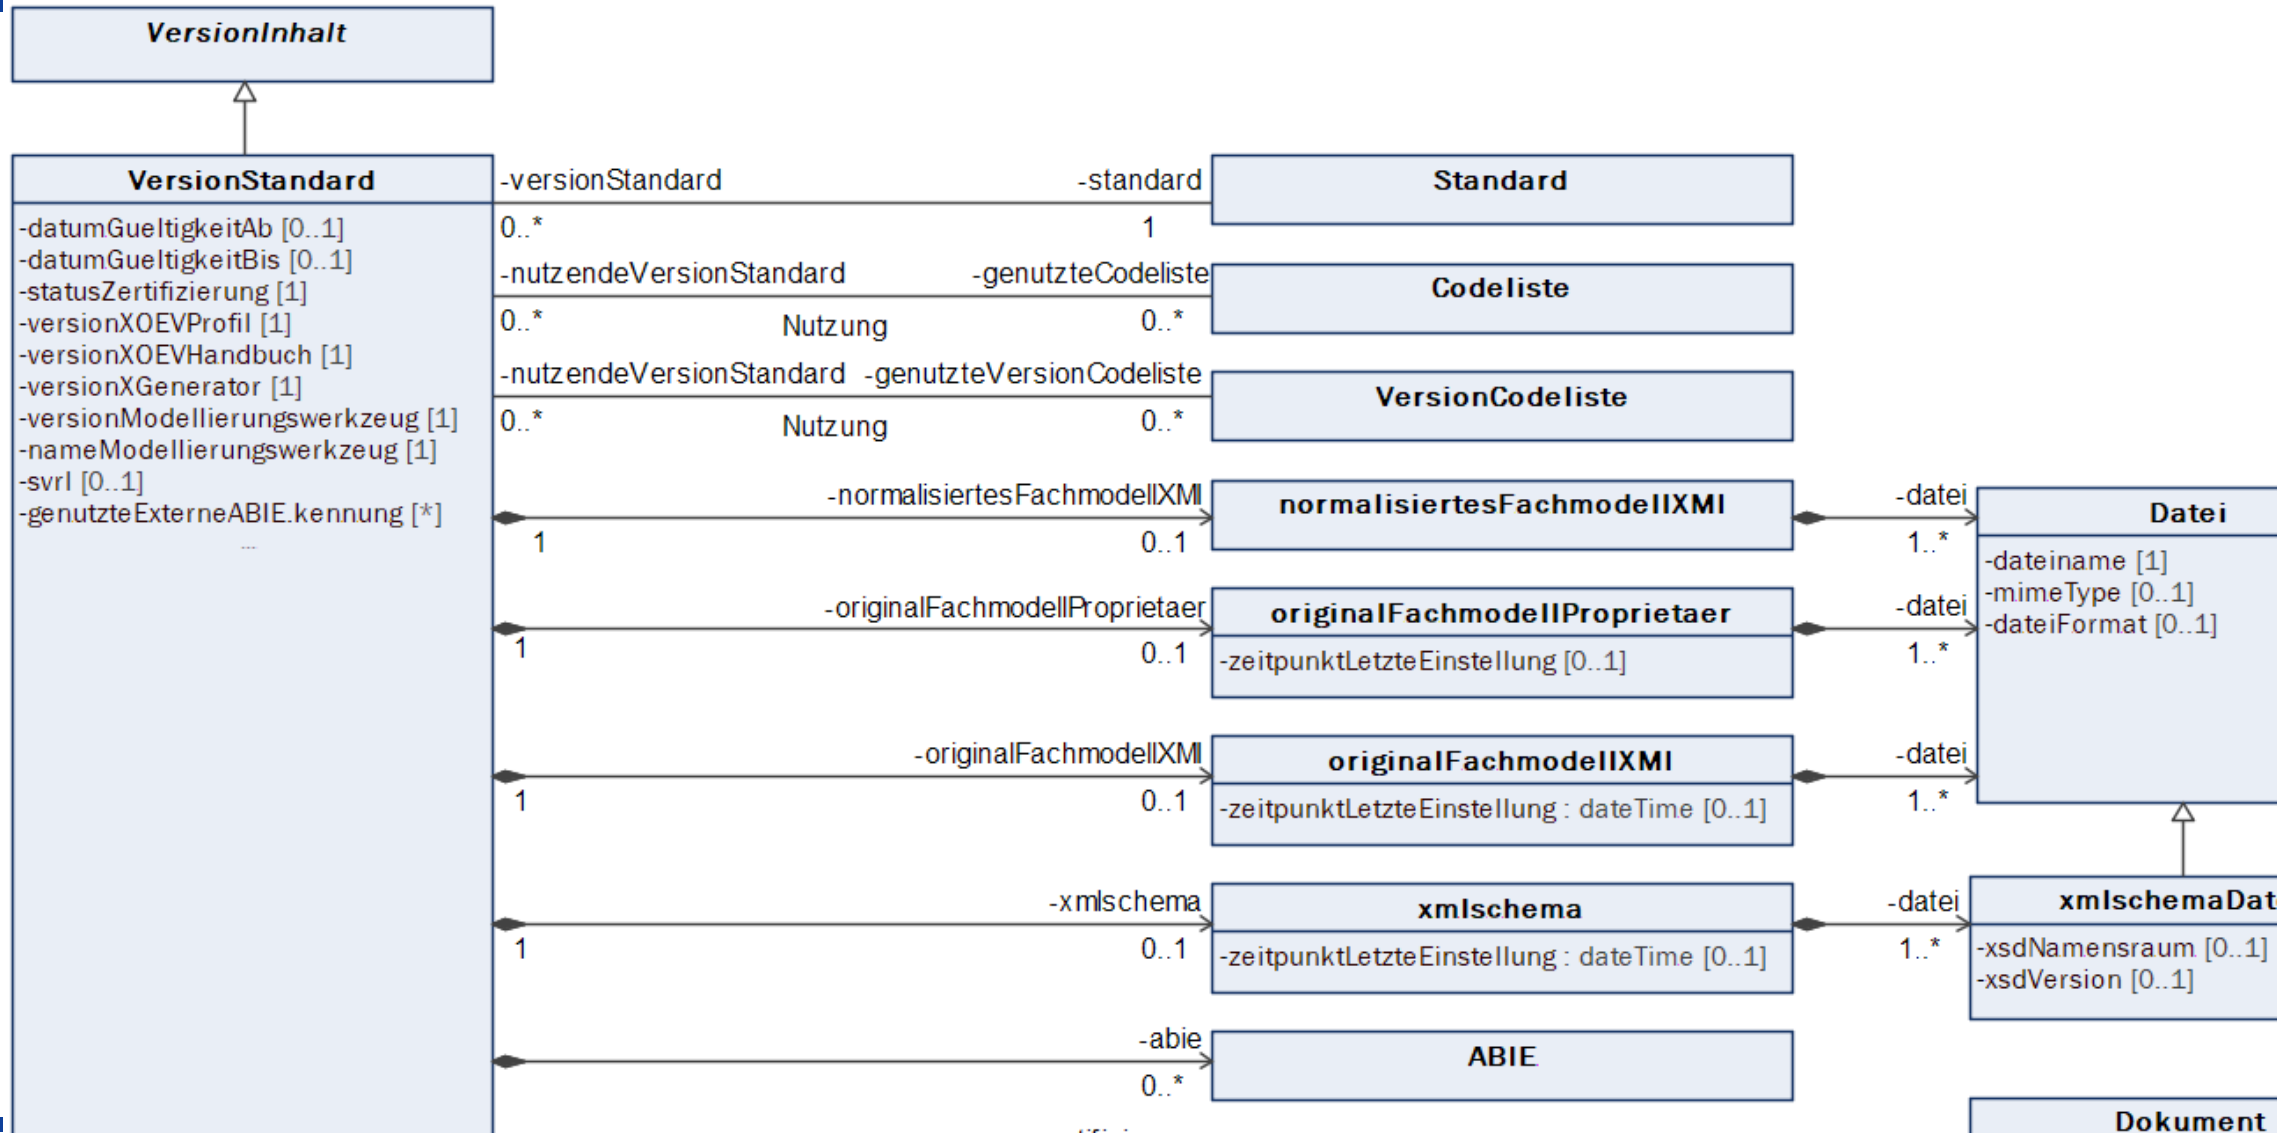 VersionInhalt
VersionStandard
-datumGueltigkeitAb [0..1]
-datumGueltigkeitBis [0..1]
-statusZertifizierung [1]
-versionXOEVProfil [1]
-versionXOEVHandbuch [1]
-versionXGenerator [1]
-versionModellierungswerkzeug [1]
-nameModellierungswerkzeug [1]
-svrl [0..1]
-genutzteExterneABIE.kennung [*]
...
-versionStandard -standard
0..* 1
Standard
-nutzendeVersionStandard -genutzteCodeliste
0..* Nutzung 0..*
Codeliste
-nutzendeVersionStandard -genutzteVersionCodeliste
0..* Nutzung 0..*
VersionCodeliste
-normalisiertesFachmodellXMI
1 0..1
normalisiertesFachmodellXMI
-datei
1..*
Datei
-dateiname [1]
-mimeType [0..1]
-dateiFormat [0..1]
-originalFachmodellProprietaer
1 0..1
originalFachmodellProprietaer
-zeitpunktLetzteEinstellung [0..1]
-datei
1..*
-originalFachmodellXMI
1 0..1
originalFachmodellXMI
-zeitpunktLetzteEinstellung : dateTime [0..1]
-datei
1..*
-xmlschema
1 0..1
xmlschema
-zeitpunktLetzteEinstellung : dateTime [0..1]
-datei
1..*
xmlschemaDat
-xsdNamensraum [0..1]
-xsdVersion [0..1]
-abie
0..*
ABIE
Dokument